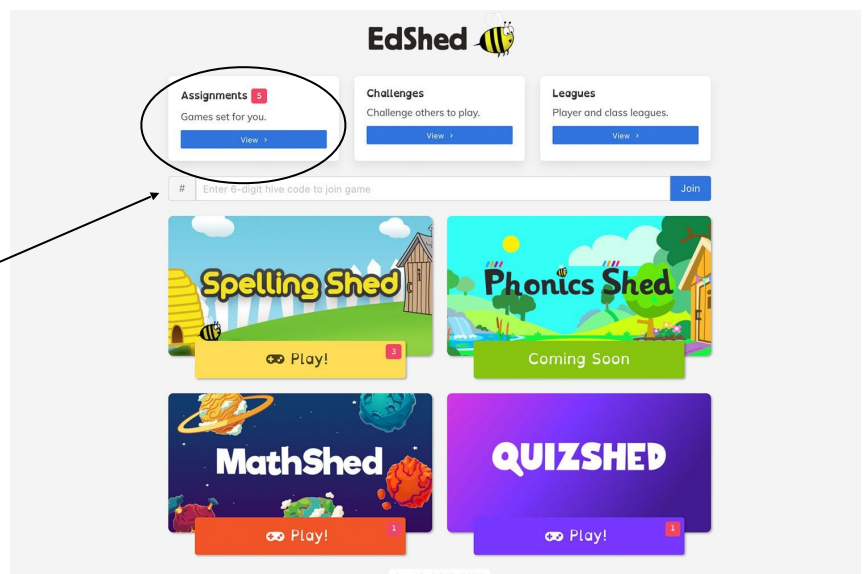 EdShed
Assignments 5
Games set for you.
View ›
Challenges
Challenge others to play.
View ›
Leagues
Player and class leagues.
View ›
# Enter 6-digit hive code to join game Join
Spelling Shed
Play! 3
Phonics Shed
Coming Soon
MathShed
Play! 1
QUIZSHED
Play! 1